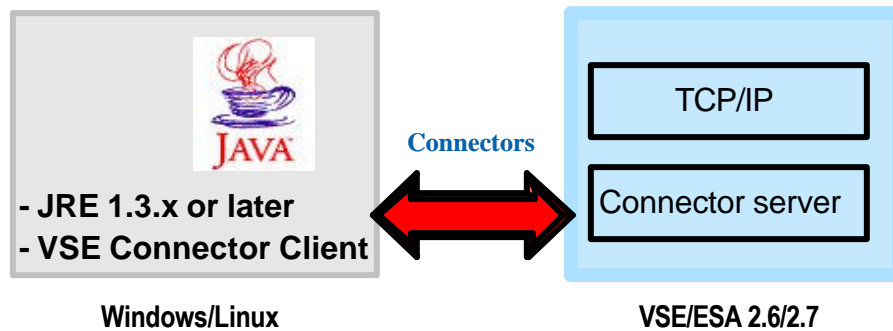 JAVA
- JRE 1.3.x or later
- VSE Connector Client
Windows/Linux
Connectors
TCP/IP
Connector server
VSE/ESA 2.6/2.7